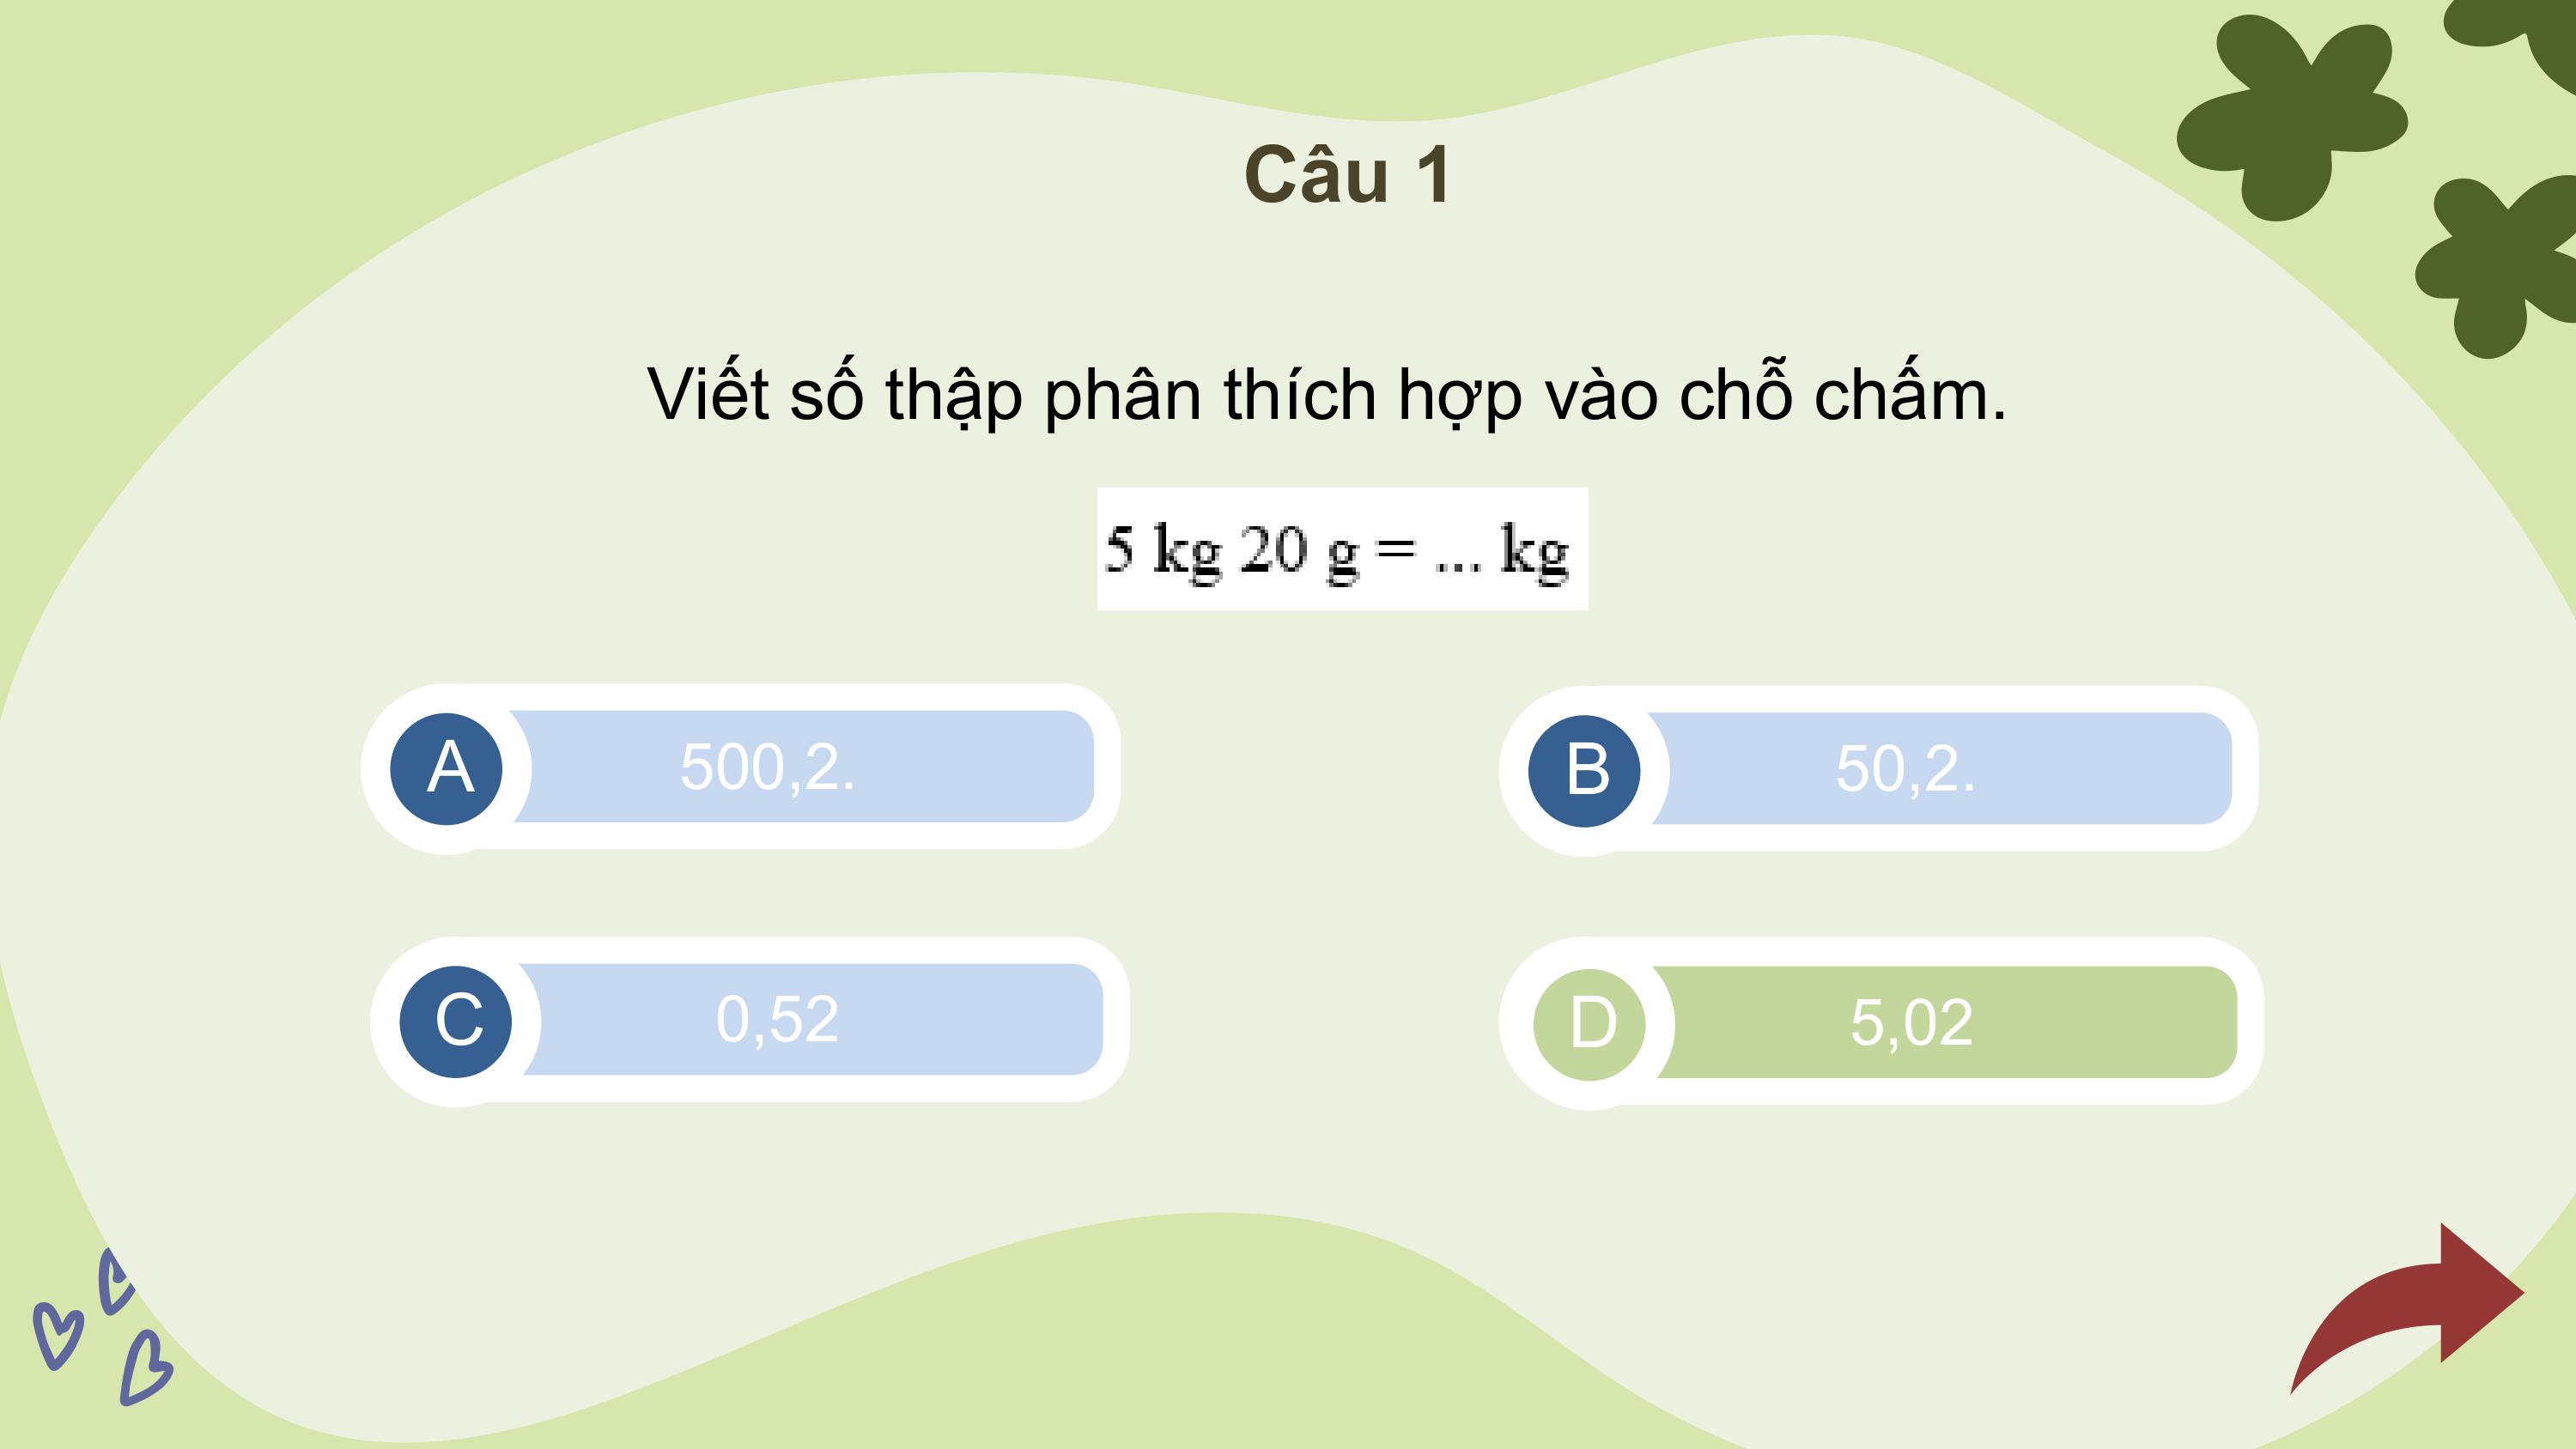 Câu 1
Viết số thập phân thích hợp vào chỗ chấm.
5 kg 20 g = ... kg
A 500,2.
B 50,2.
C 0,52
D 5,02